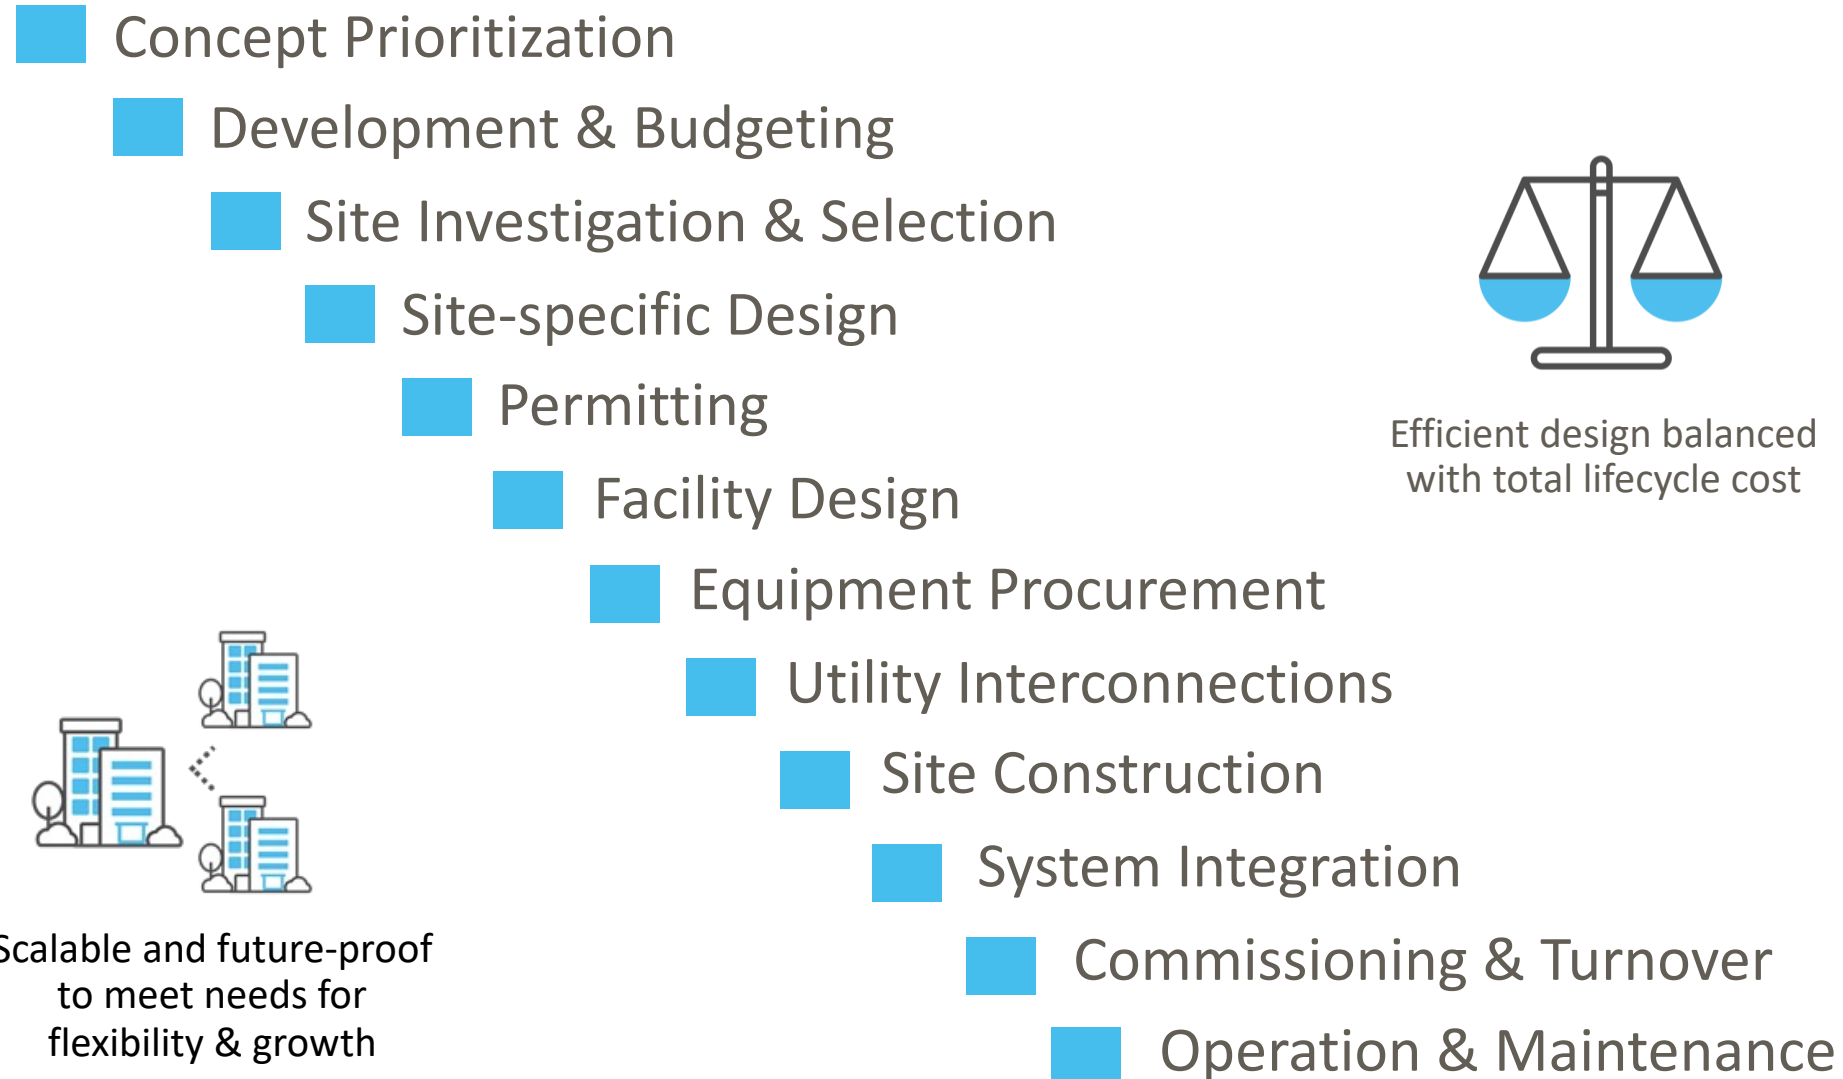 Concept Prioritization
Development & Budgeting
Site Investigation & Selection
Site-specific Design
Permitting
Facility Design
Equipment Procurement
Utility Interconnections
Site Construction
System Integration
Commissioning & Turnover
Operation & Maintenance
Efficient design balanced
with total lifecycle cost
Scalable and future-proof
to meet needs for
flexibility & growth